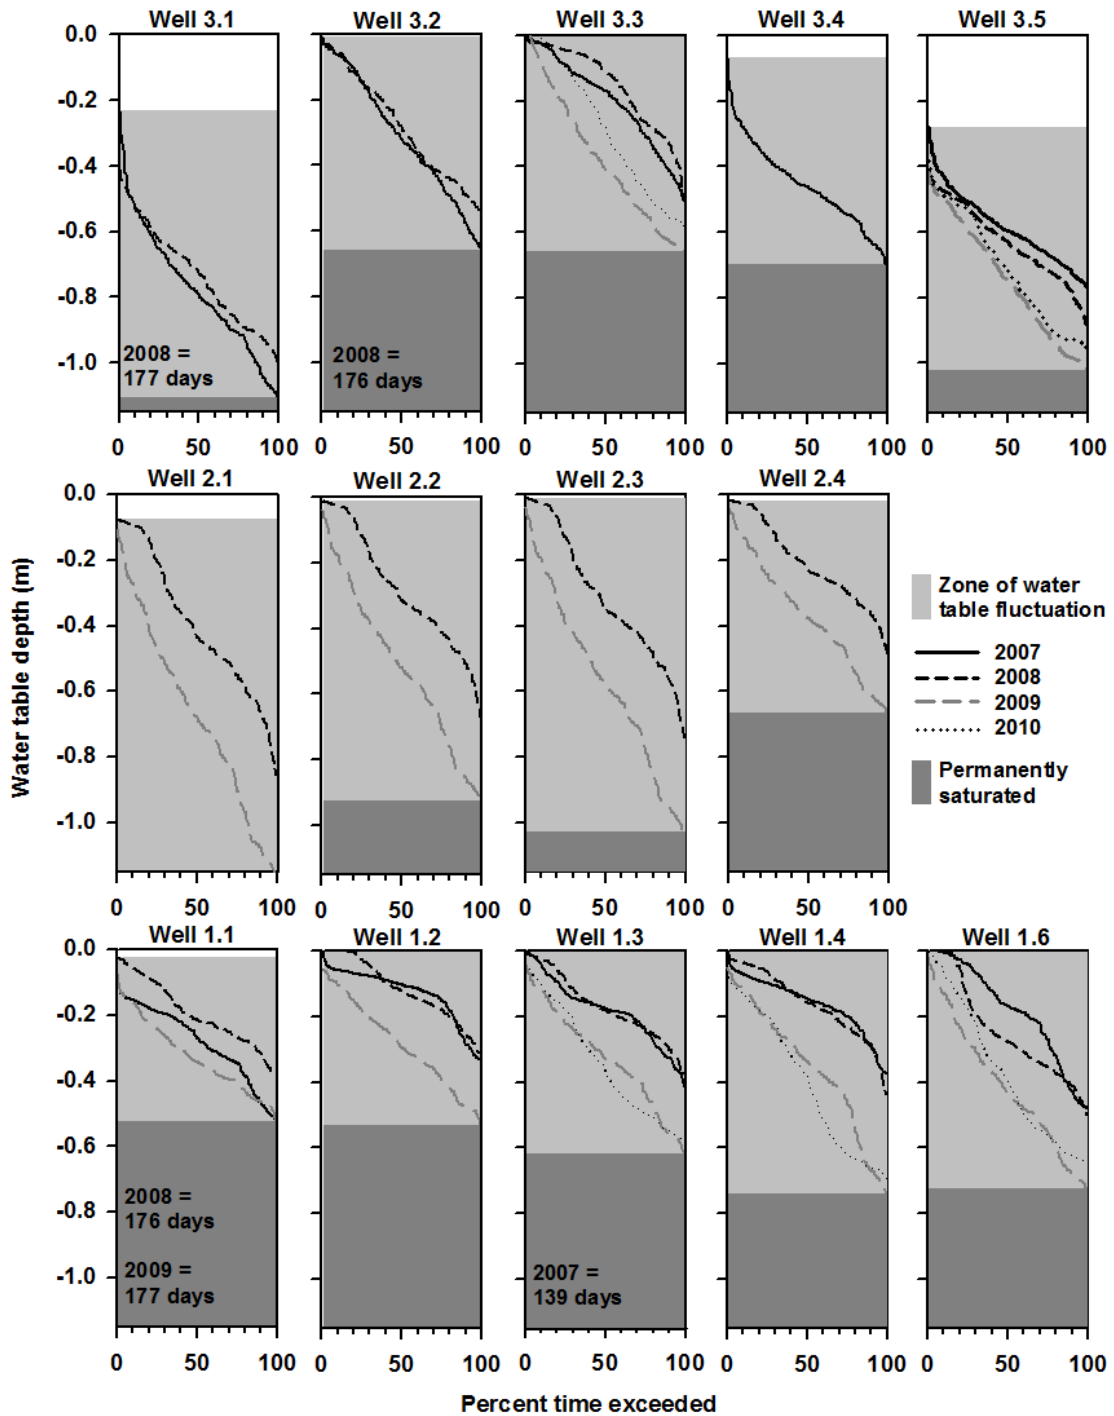 Well 3.1 Well 3.2 Well 3.3 Well 3.4 Well 3.5
0.0
-0.2
-0.4
-0.6
-0.8
-1.0
2008 =
177 days
2008 =
176 days
0 50 100 0 50 100 0 50 100 0 50 100 0 50 100
Well 2.1 Well 2.2 Well 2.3 Well 2.4
0.0
-0.2
-0.4
-0.6
-0.8
-1.0
Water table depth (m)
0 50 100 0 50 100 0 50 100 0 50 100
Zone of water
table fluctuation
2007
2008
2009
2010
Permanently
saturated
Well 1.1 Well 1.2 Well 1.3 Well 1.4 Well 1.6
0.0
-0.2
-0.4
-0.6
-0.8
-1.0
2008 =
176 days
2009 =
177 days
2007 =
139 days
0 50 100 0 50 100 0 50 100 0 50 100 0 50 100
Percent time exceeded